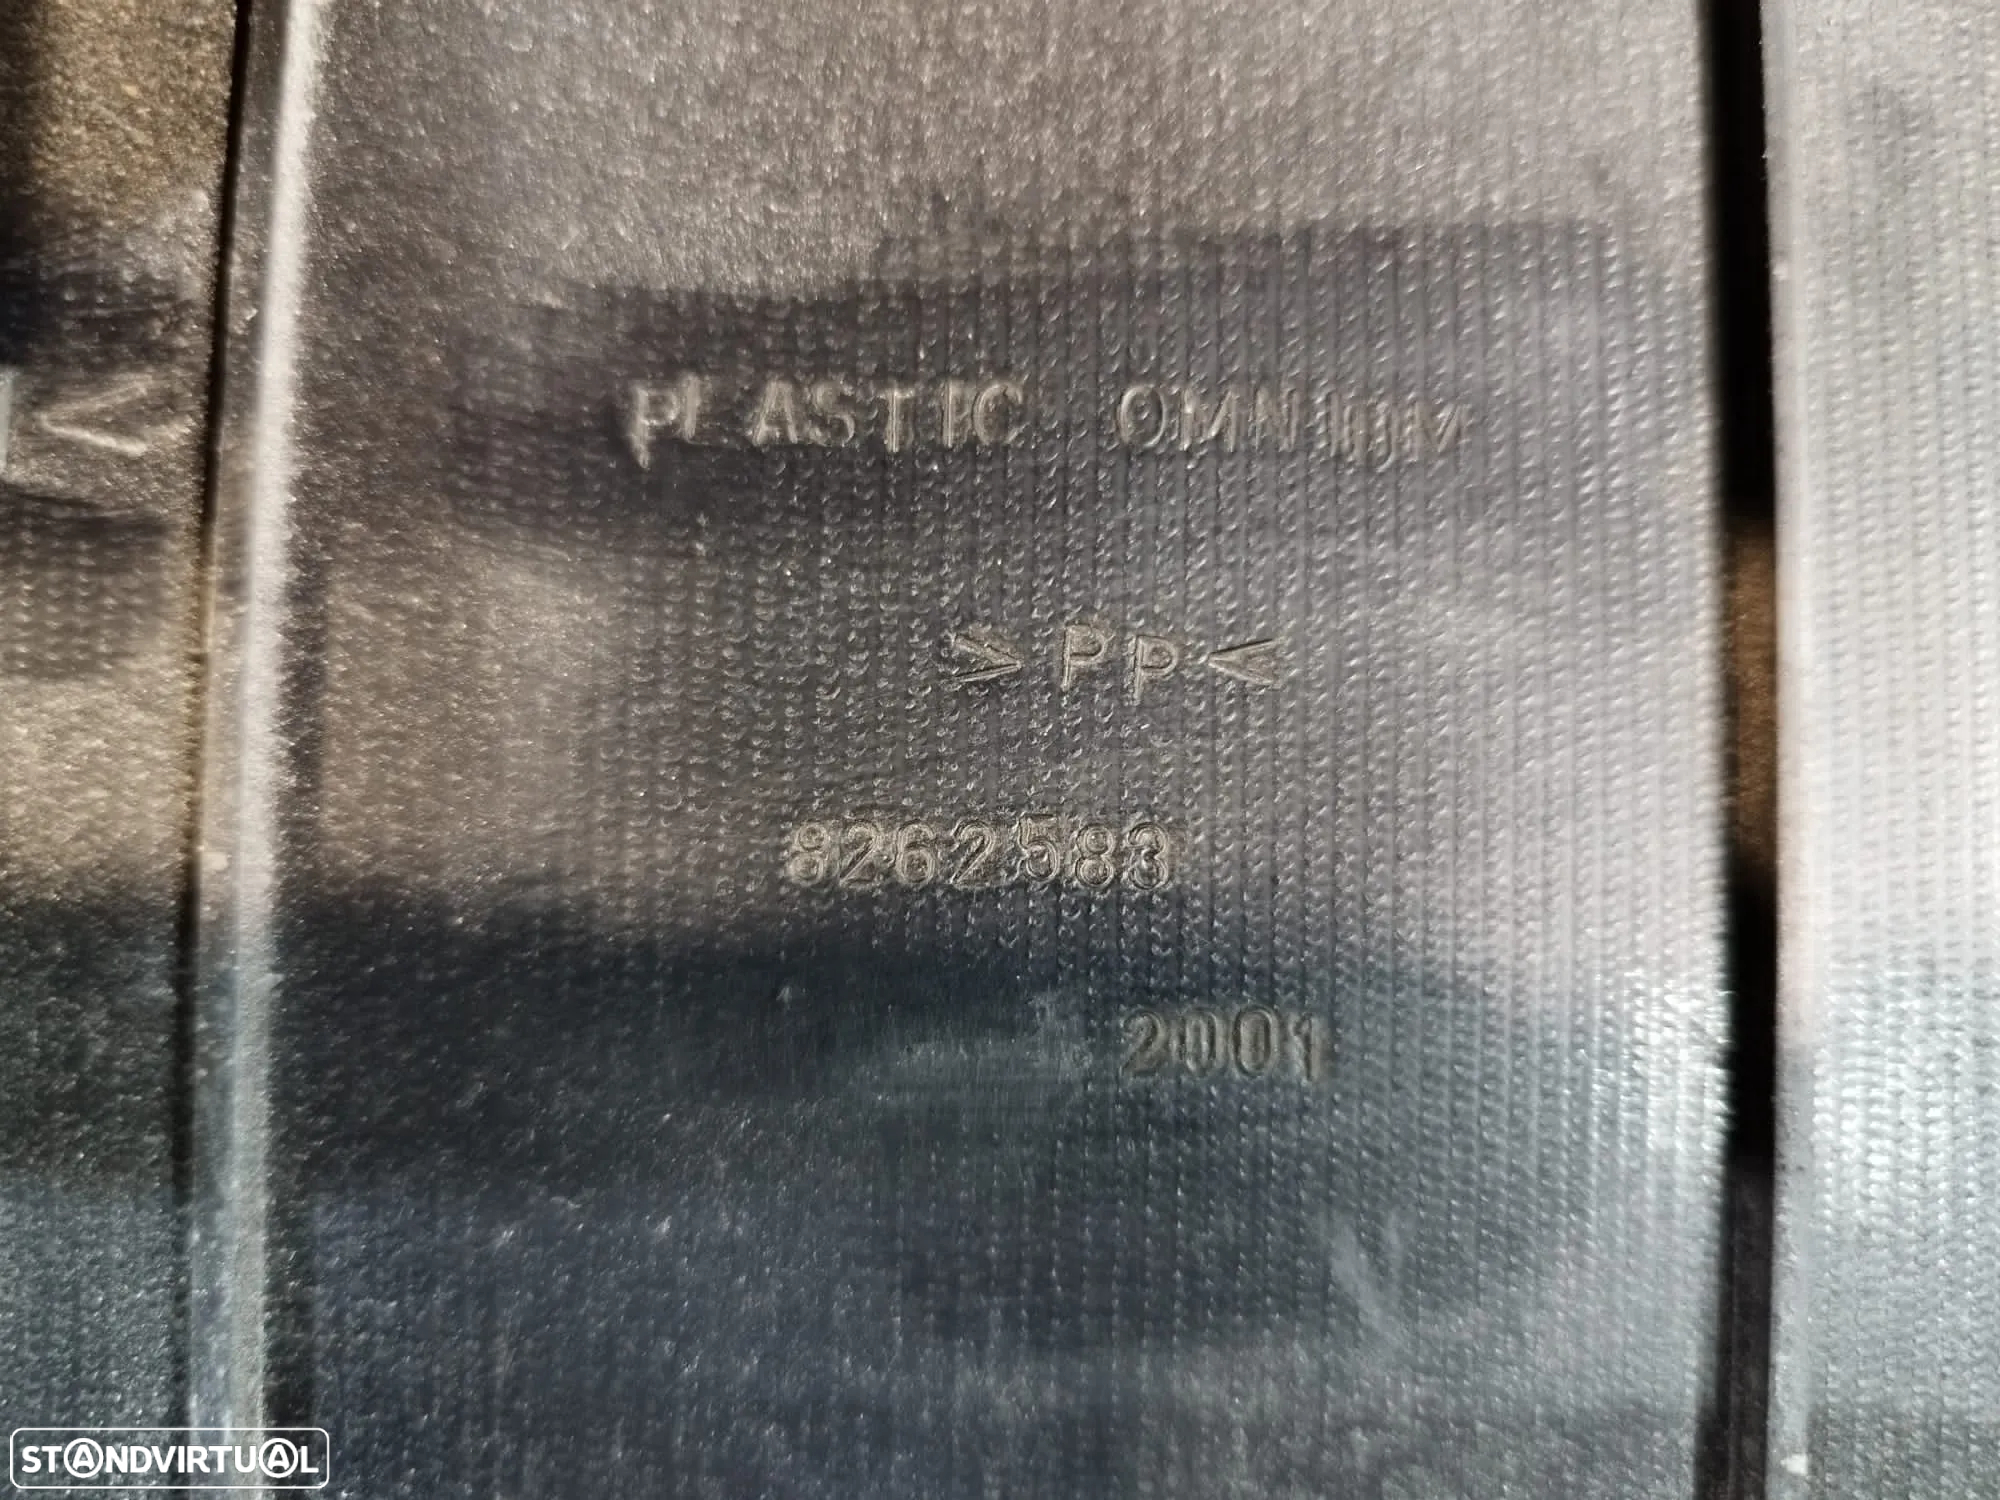 PLASTIC OMNIUM
>PP<
8262583
2001
STANDVIRTUAL